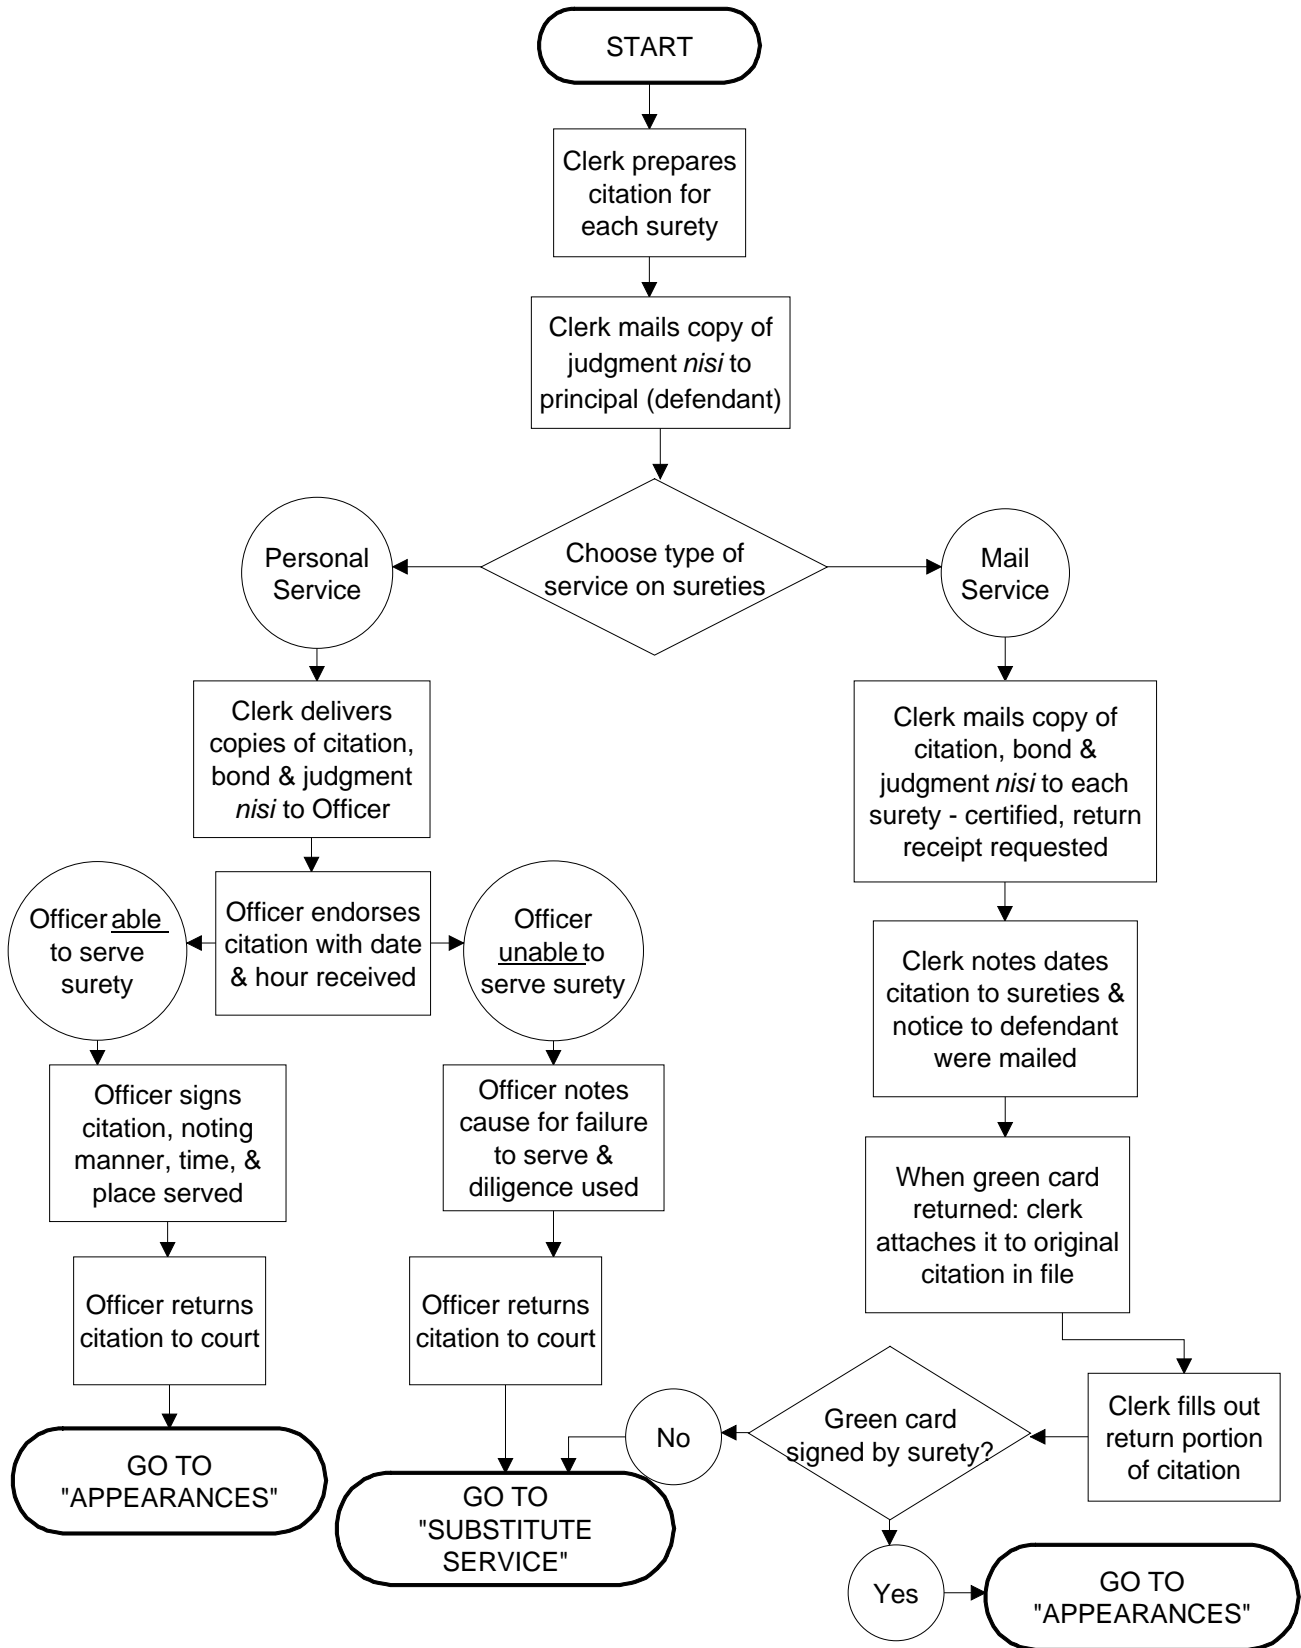 START
Clerk prepares
citation for
each surety
Clerk mails copy of
judgment nisi to
principal (defendant)
Choose type of
service on sureties
Personal
Service
Mail
Service
Clerk delivers
copies of citation,
bond & judgment
nisi to Officer
Officer endorses
citation with date
& hour received
Officer able
to serve
surety
Officer
unable to
serve surety
Officer signs
citation, noting
manner, time, &
place served
Officer returns
citation to court
GO TO
"APPEARANCES"
Officer notes
cause for failure
to serve &
diligence used
Officer returns
citation to court
GO TO
"SUBSTITUTE
SERVICE"
Clerk mails copy of
citation, bond &
judgment nisi to each
surety - certified, return
receipt requested
Clerk notes dates
citation to sureties &
notice to defendant
were mailed
When green card
returned: clerk
attaches it to original
citation in file
Clerk fills out
return portion
of citation
Green card
signed by surety?
No
Yes
GO TO
"APPEARANCES"